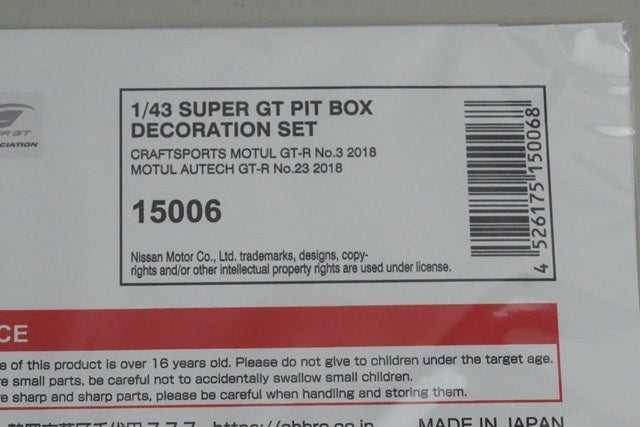 1/43 SUPER GT PIT BOX
DECORATION SET
CRAFTSPORTS MOTUL GT-R No.3 2018
MOTUL AUTECH GT-R No.23 2018
15006
Nissan Motor Co., Ltd. trademarks, designs, copy-
rights and/or other intellectual property rights are used under license.
4 526175 150068
GT
CIATION
CE
e of this product is over 16 years old. Please do not give to children under the target age.
re small parts, be careful not to accidentally swallow small children.
re sharp and sharp parts, please be careful when handling and storing them.
MADE IN JAPAN